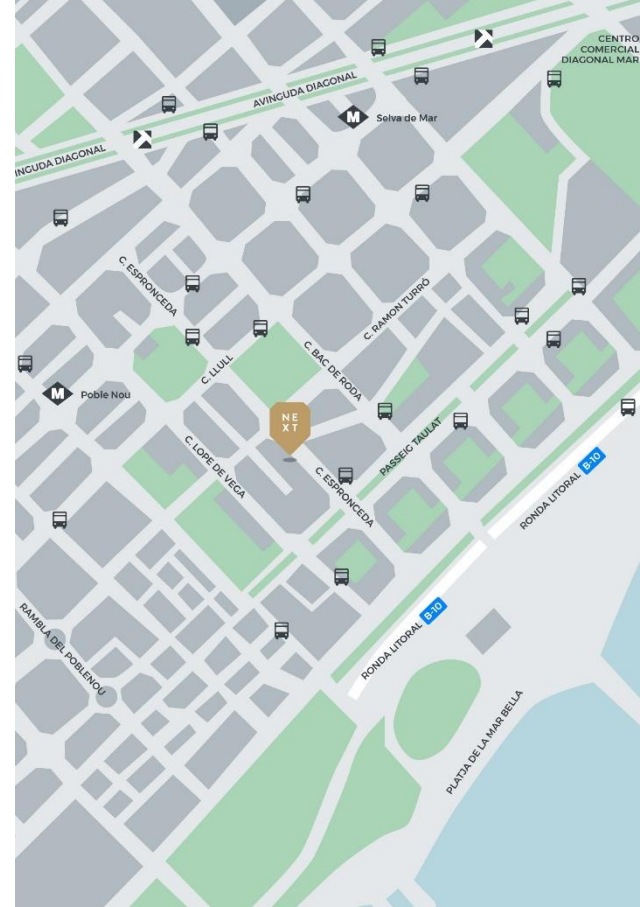 CENTRO
COMERCIAL
DIAGONAL MAR
AVINGUDA DIAGONAL
M
Selva de Mar
INGUDA DIAGONAL
C. ESPRONCEDA
C. RAMON TURRÓ
C. LLULL
C. BAC DE RODA
M
Poble Nou
NE
XT
C. LOPE DE VEGA
C. ESPRONCEDA
PASSEIG TAULAT
RONDA LITORAL B-10
RONDA LITORAL B-10
RAMBLA DEL POBLENOU
PLATJA DE LA MAR BELLA